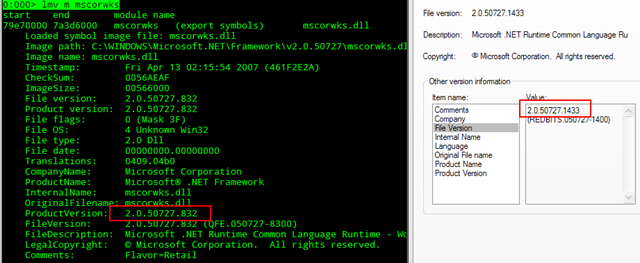 0:000> lmv m mscorwks
start end module name
79e70000 7a3d6000 mscorwks (export symbols) mscorwks.dll
Loaded symbol image file: mscorwks.dll
Image path: C:\WINDOWS\Microsoft.NET\Framework\v2.0.50727\mscorwks.dl
Image name: mscorwks.dll
Timestamp: Fri Apr 13 02:15:54 2007 (461F2E2A)
CheckSum: 0056AEAF
ImageSize: 00566000
File version: 2.0.50727.832
Product version: 2.0.50727.832
File flags: 0 (Mask 3F)
File OS: 4 Unknown Win32
File type: 2.0 Dll
File date: 00000000.00000000
Translations: 0409.04b0
CompanyName: Microsoft Corporation
ProductName: Microsoft® .NET Framework
InternalName: mscorwks.dll
OriginalFilename: mscorwks.dll
ProductVersion: 2.0.50727.832
FileVersion: 2.0.50727.832 (QFE.050727-8300)
FileDescription: Microsoft .NET Runtime Common Language Runtime - Wo
LegalCopyright: © Microsoft Corporation. All rights reserved.
Comments: Flavor=Retail
File version: 2.0.50727.1433
Description: Microsoft .NET Runtime Common Language Ru
Copyright: © Microsoft Corporation. All rights reserved.
Other version information
Item name: Value:
Comments
Company
File Version
Internal Name
Language
Original File name
Product Name
Product Version
2.0.50727.1433
(REDBITS.050727-1400)